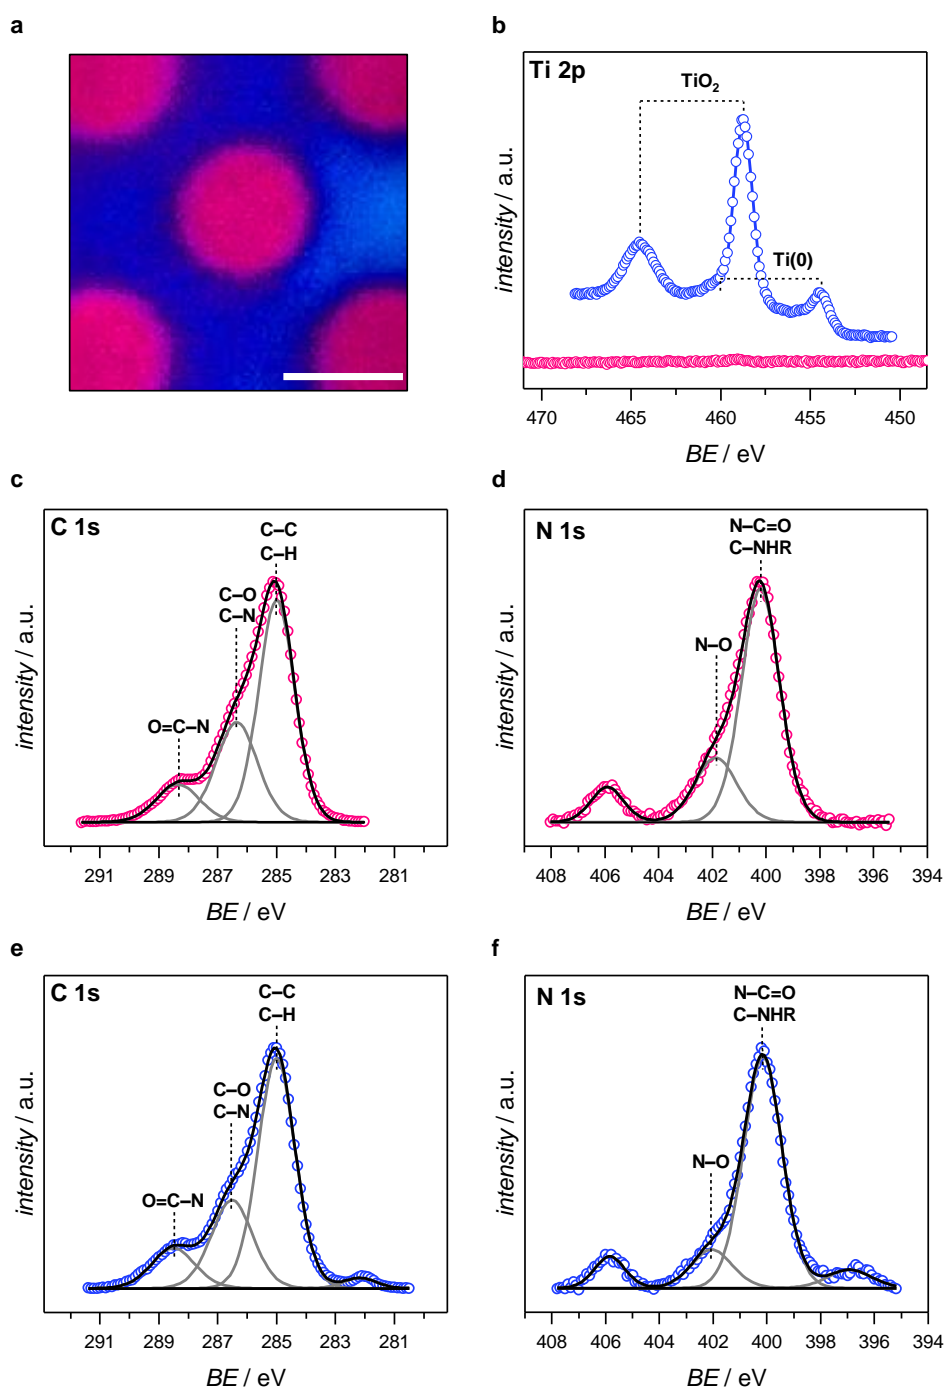 a
b
Ti 2p
TiO₂
Ti(0)
intensity / a.u.
470 465 460 455 450
BE / eV
c
C 1s
C–C
C–H
C–O
C–N
O=C–N
intensity / a.u.
291 289 287 285 283 281
BE / eV
d
N 1s
N–C=O
C–NHR
N–O
intensity / a.u.
408 406 404 402 400 398 396 394
BE / eV
e
C 1s
C–C
C–H
C–O
C–N
O=C–N
intensity / a.u.
291 289 287 285 283 281
BE / eV
f
N 1s
N–C=O
C–NHR
N–O
intensity / a.u.
408 406 404 402 400 398 396 394
BE / eV